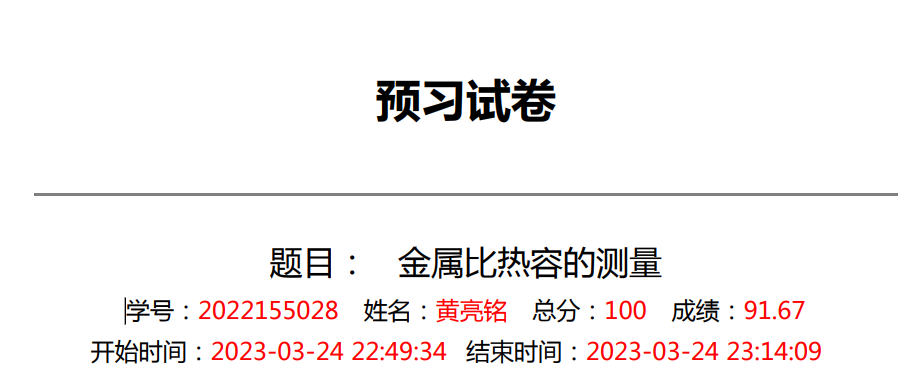 预习试卷
题目： 金属比热容的测量
学号：2022155028 姓名：黄亮铭 总分：100 成绩：91.67
开始时间：2023-03-24 22:49:34 结束时间：2023-03-24 23:14:09